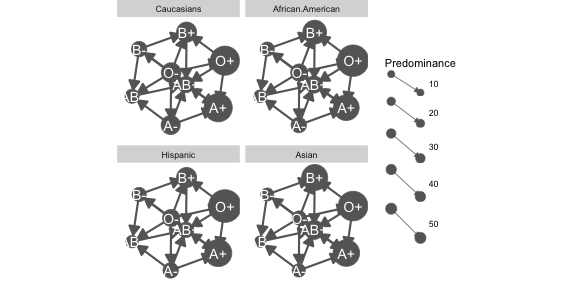 Caucasians
B+
B-
O+
O-
AB
AB
A+
A-
African.American
B+
B-
O+
O-
AB
AB
A+
A-
Predominance
10
20
30
40
50
Hispanic
B+
B-
O+
O-
AB
AB
A+
A-
Asian
B+
B-
O+
O-
AB
AB
A+
A-